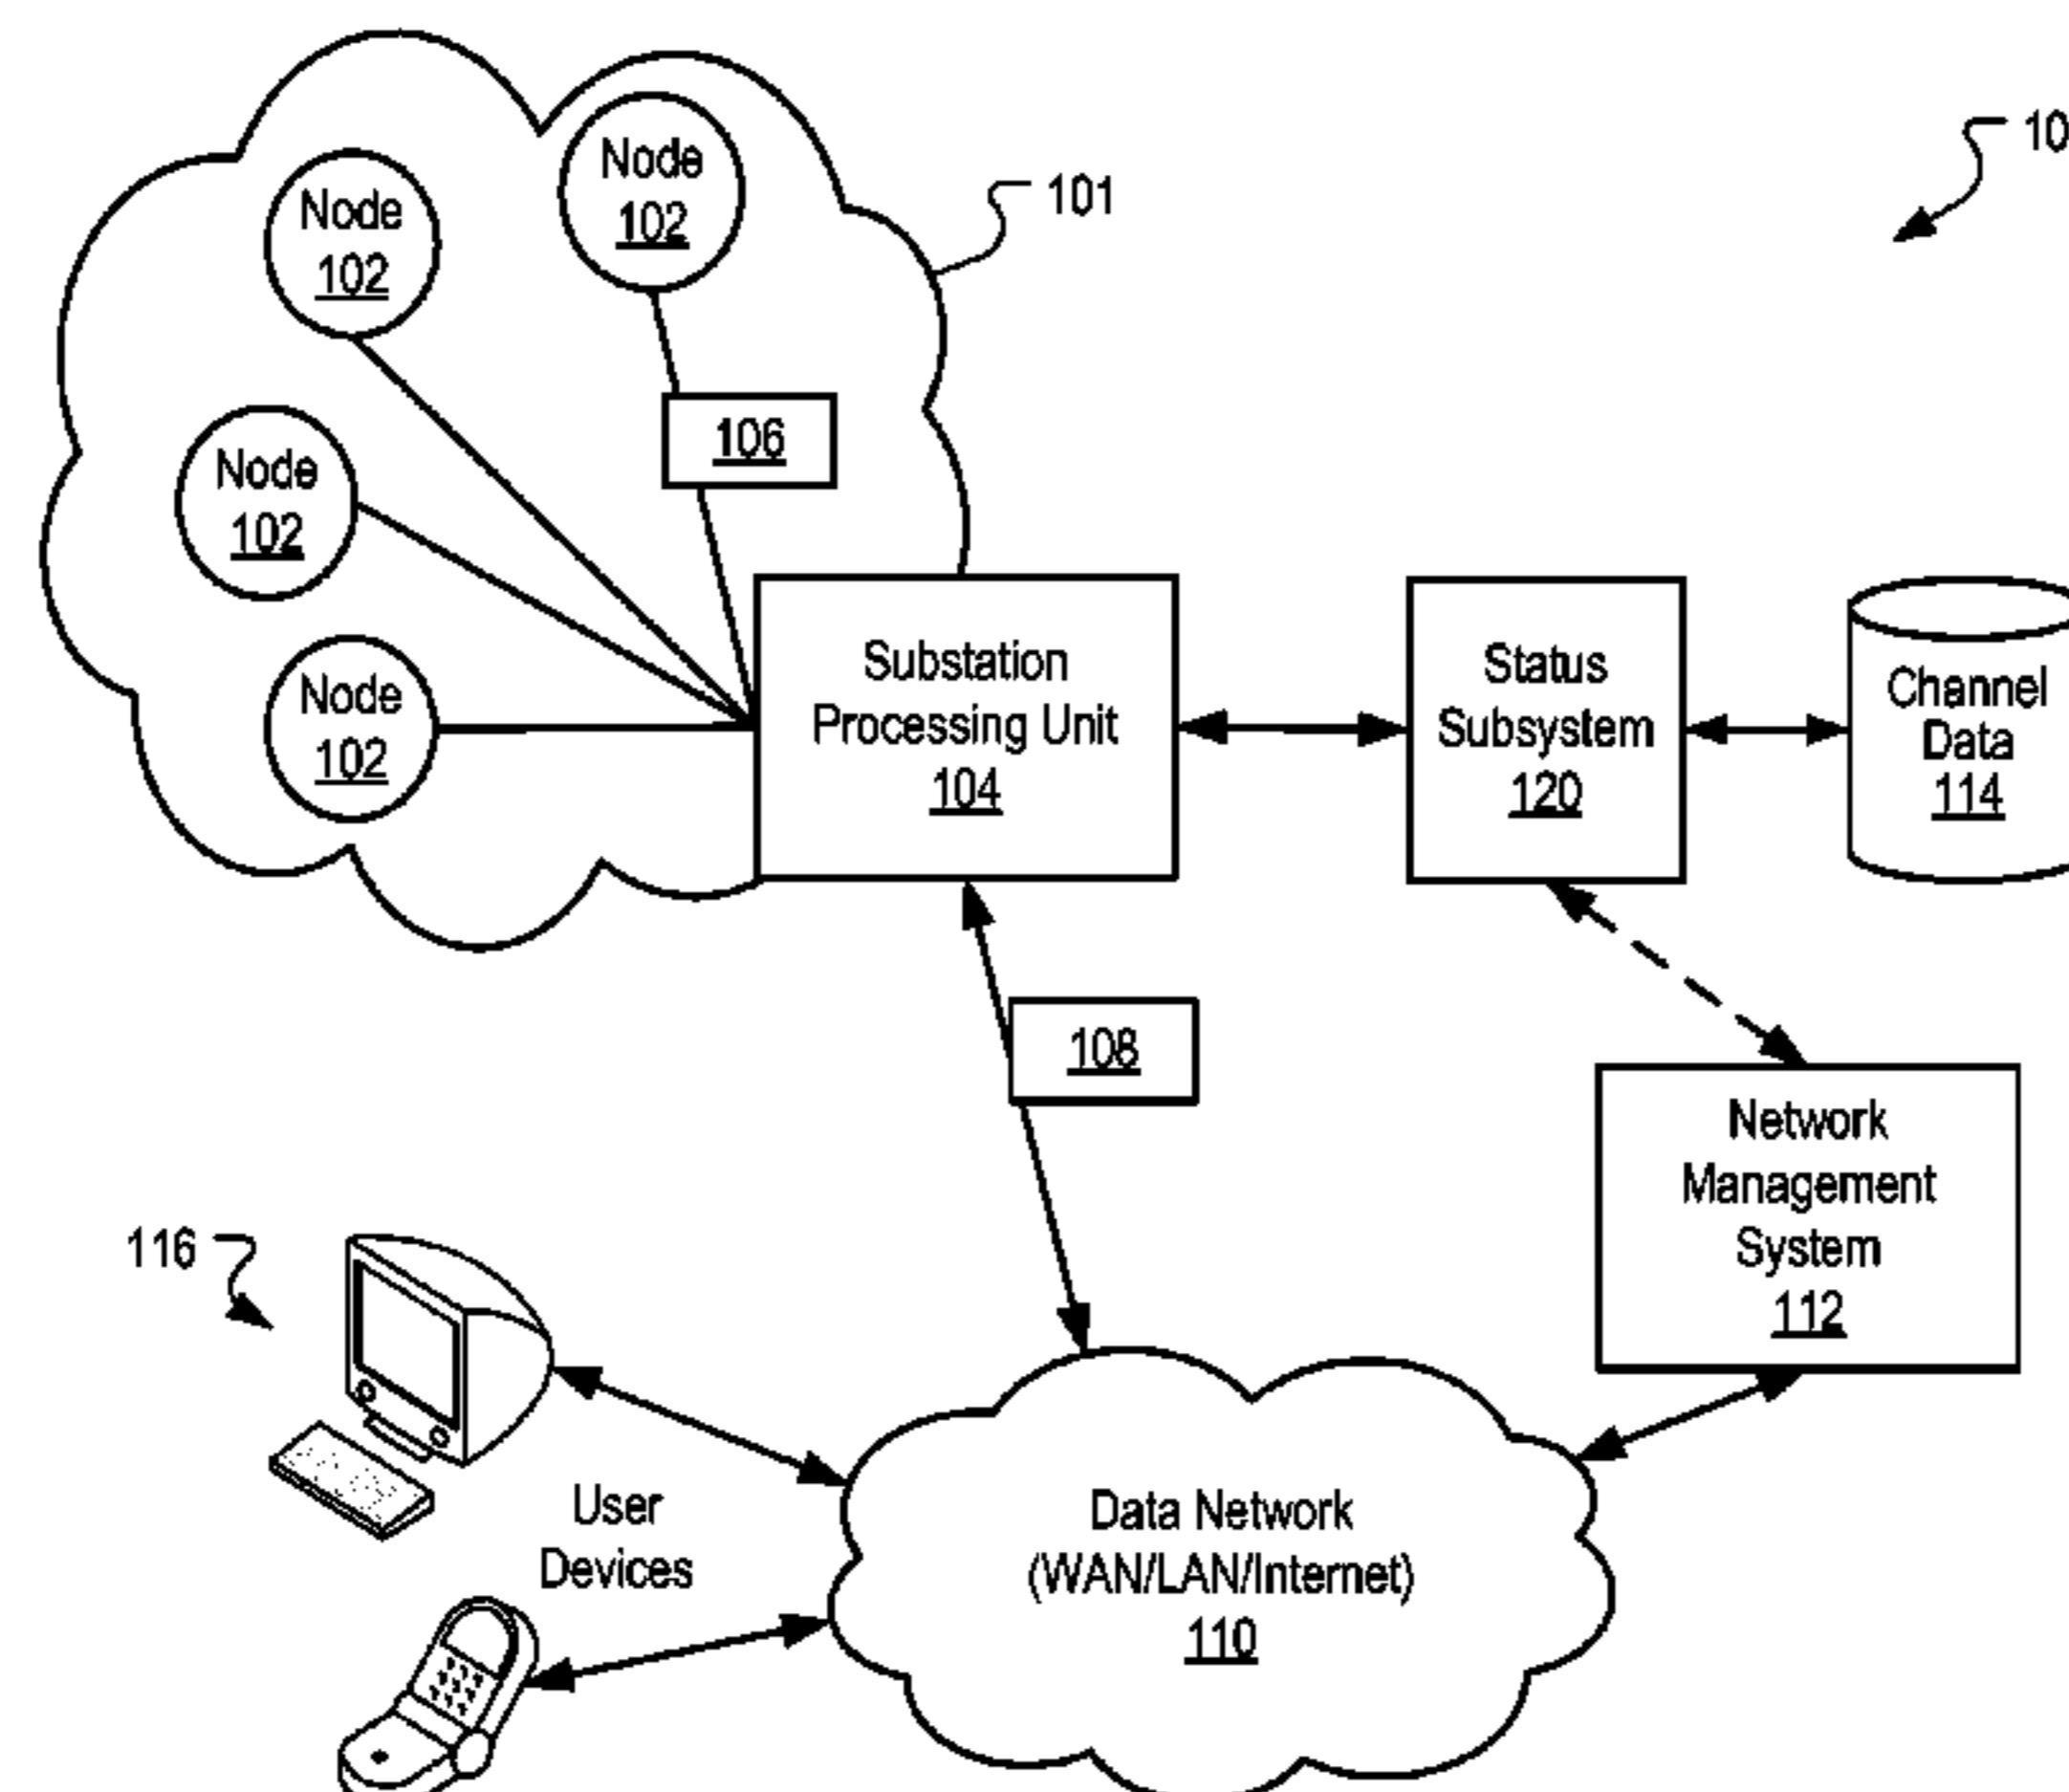 Node
102
Node
102
101
10
106
Node
102
Node
102
Substation
Processing Unit
104
Status
Subsystem
120
Channel
Data
114
108
Network
Management
System
112
116
User
Devices
Data Network
(WAN/LAN/Internet)
110